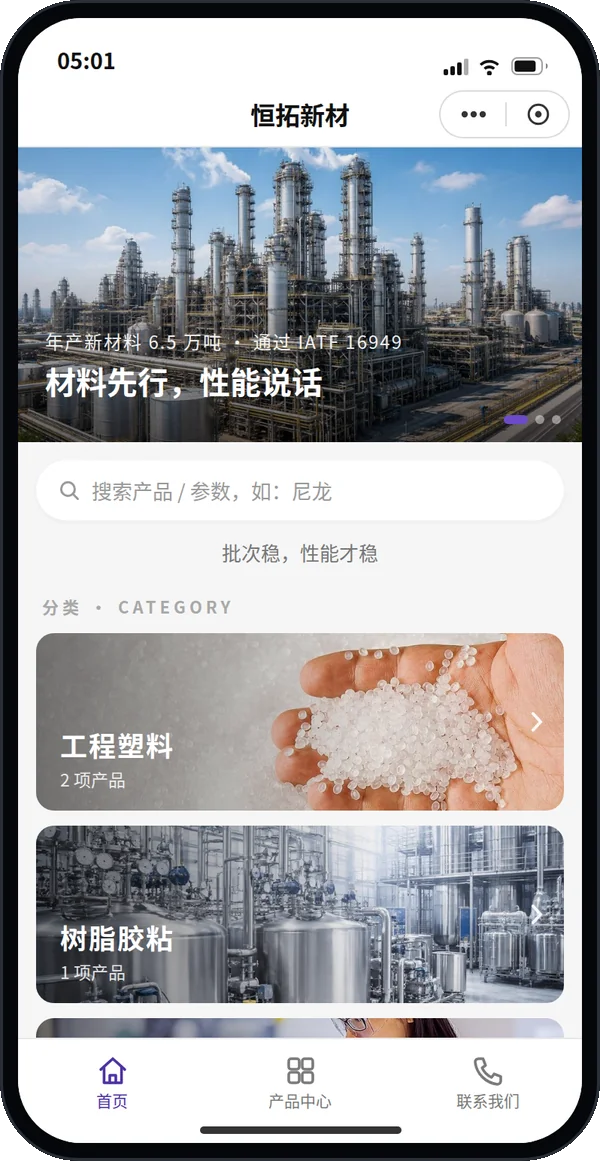 05:01
恒拓新材
年产新材料 6.5 万吨 · 通过 IATF 16949
材料先行，性能说话
搜索产品 / 参数，如：尼龙
批次稳，性能才稳
分类 · CATEGORY
工程塑料
2 项产品
树脂胶粘
1 项产品
首页
产品中心
联系我们